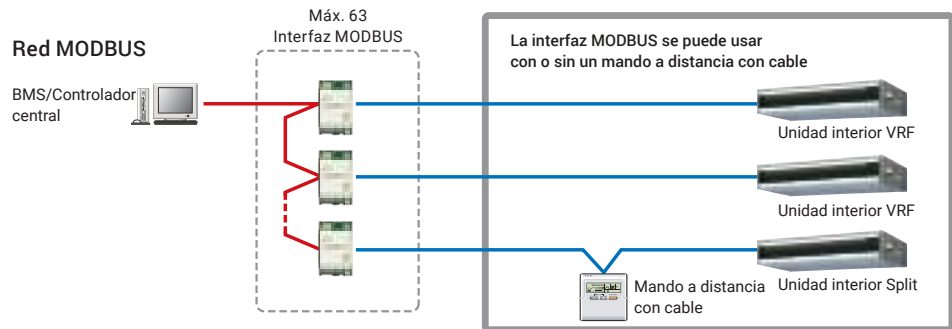 Máx. 63
Interfaz MODBUS
Red MODBUS
BMS/Controlador
central
La interfaz MODBUS se puede usar
con o sin un mando a distancia con cable
Unidad interior VRF
Unidad interior VRF
Unidad interior Split
Mando a distancia
con cable